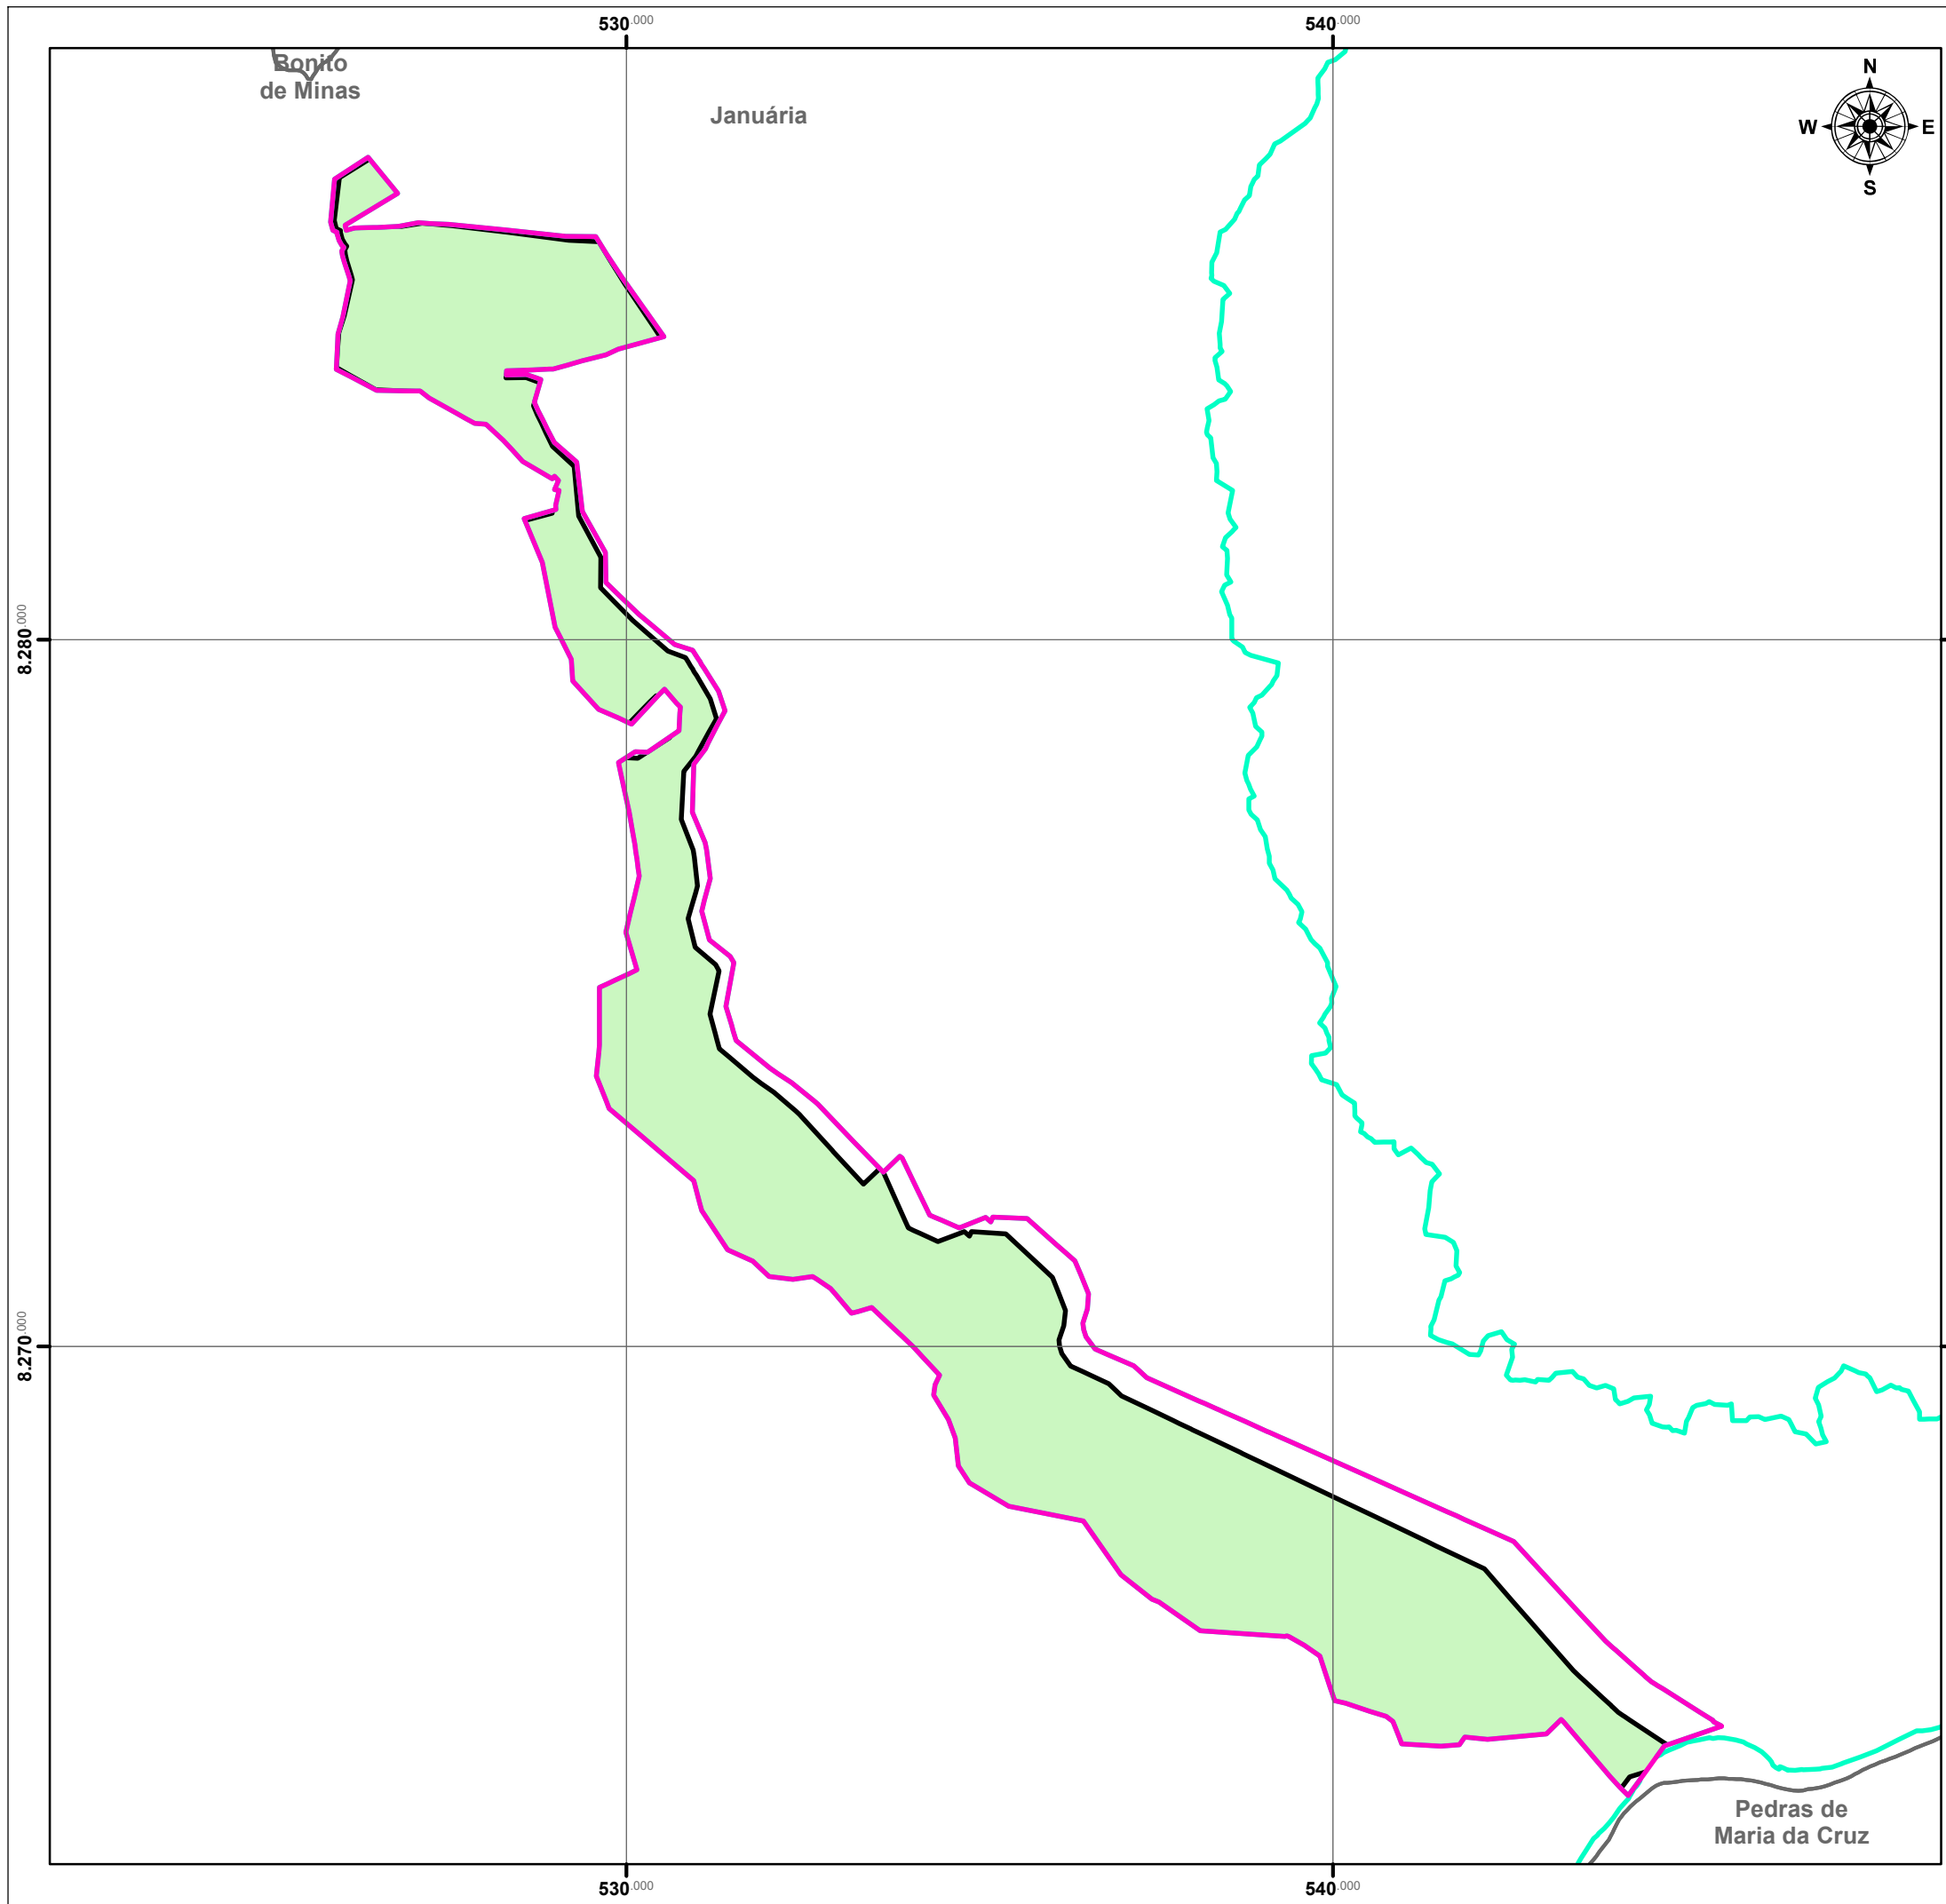 530.000
540.000
Bonito
de Minas
Januária
N
W
E
S
8.280.000
8.270.000
Pedras de
Maria da Cruz
530.000
540.000